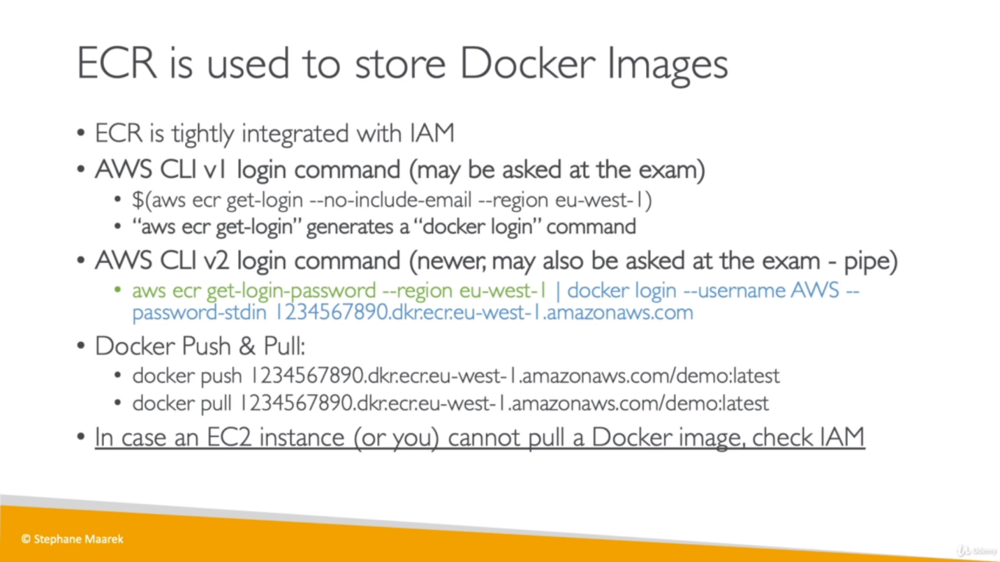 ECR is used to store Docker Images
• ECR is tightly integrated with IAM
• AWS CLI v1 login command (may be asked at the exam)
• $(aws ecr get-login --no-include-email --region eu-west-1)
• “aws ecr get-login” generates a “docker login” command
• AWS CLI v2 login command (newer, may also be asked at the exam - pipe)
• aws ecr get-login-password --region eu-west-1 | docker login --username AWS --
password-stdin 1234567890.dkr.ecr.eu-west-1.amazonaws.com
• Docker Push & Pull:
• docker push 1234567890.dkr.ecr.eu-west-1.amazonaws.com/demo:latest
• docker pull 1234567890.dkr.ecr.eu-west-1.amazonaws.com/demo:latest
• In case an EC2 instance (or you) cannot pull a Docker image, check IAM
© Stephane Maarek
Udemy